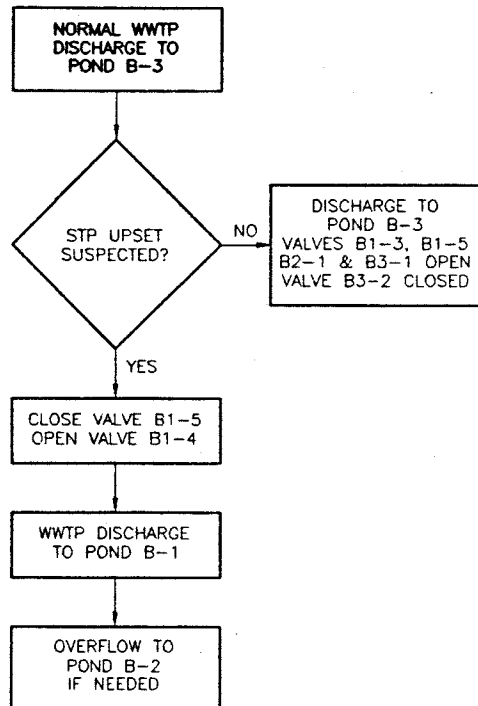 NORMAL WWTP
DISCHARGE TO
POND B-3
STP UPSET
SUSPECTED?
NO
DISCHARGE TO
POND B-3
VALVES B1-3, B1-5
B2-1 & B3-1 OPEN
VALVE B3-2 CLOSED
YES
CLOSE VALVE B1-5
OPEN VALVE B1-4
WWTP DISCHARGE
TO POND B-1
OVERFLOW TO
POND B-2
IF NEEDED